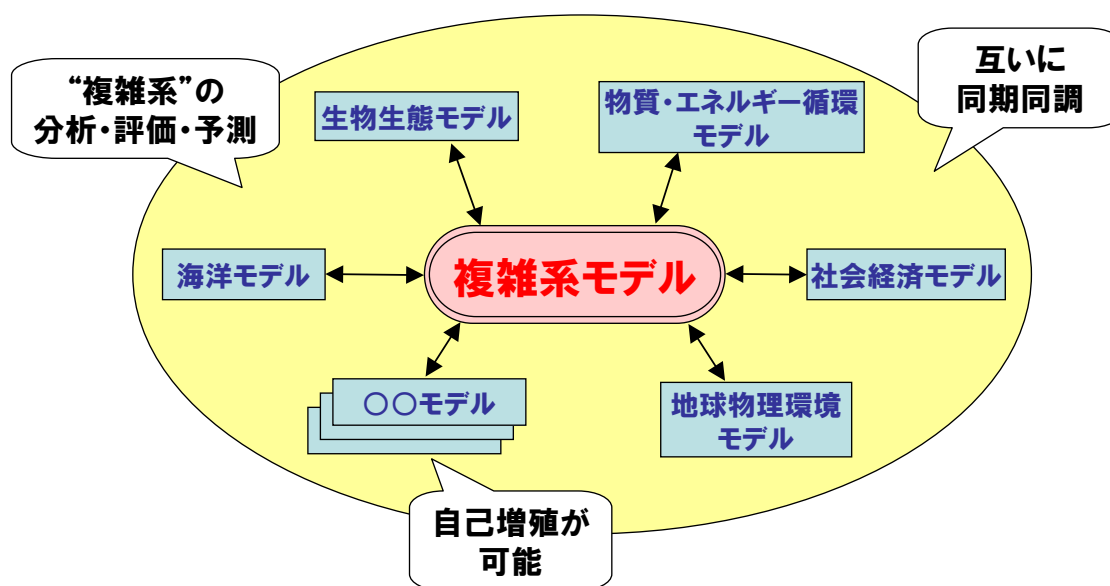 “複雑系”の
分析・評価・予測
互いに
同期同調
生物生態モデル
物質・エネルギー循環
モデル
海洋モデル
複雑系モデル
社会経済モデル
〇〇モデル
地球物理環境
モデル
自己増殖が
可能